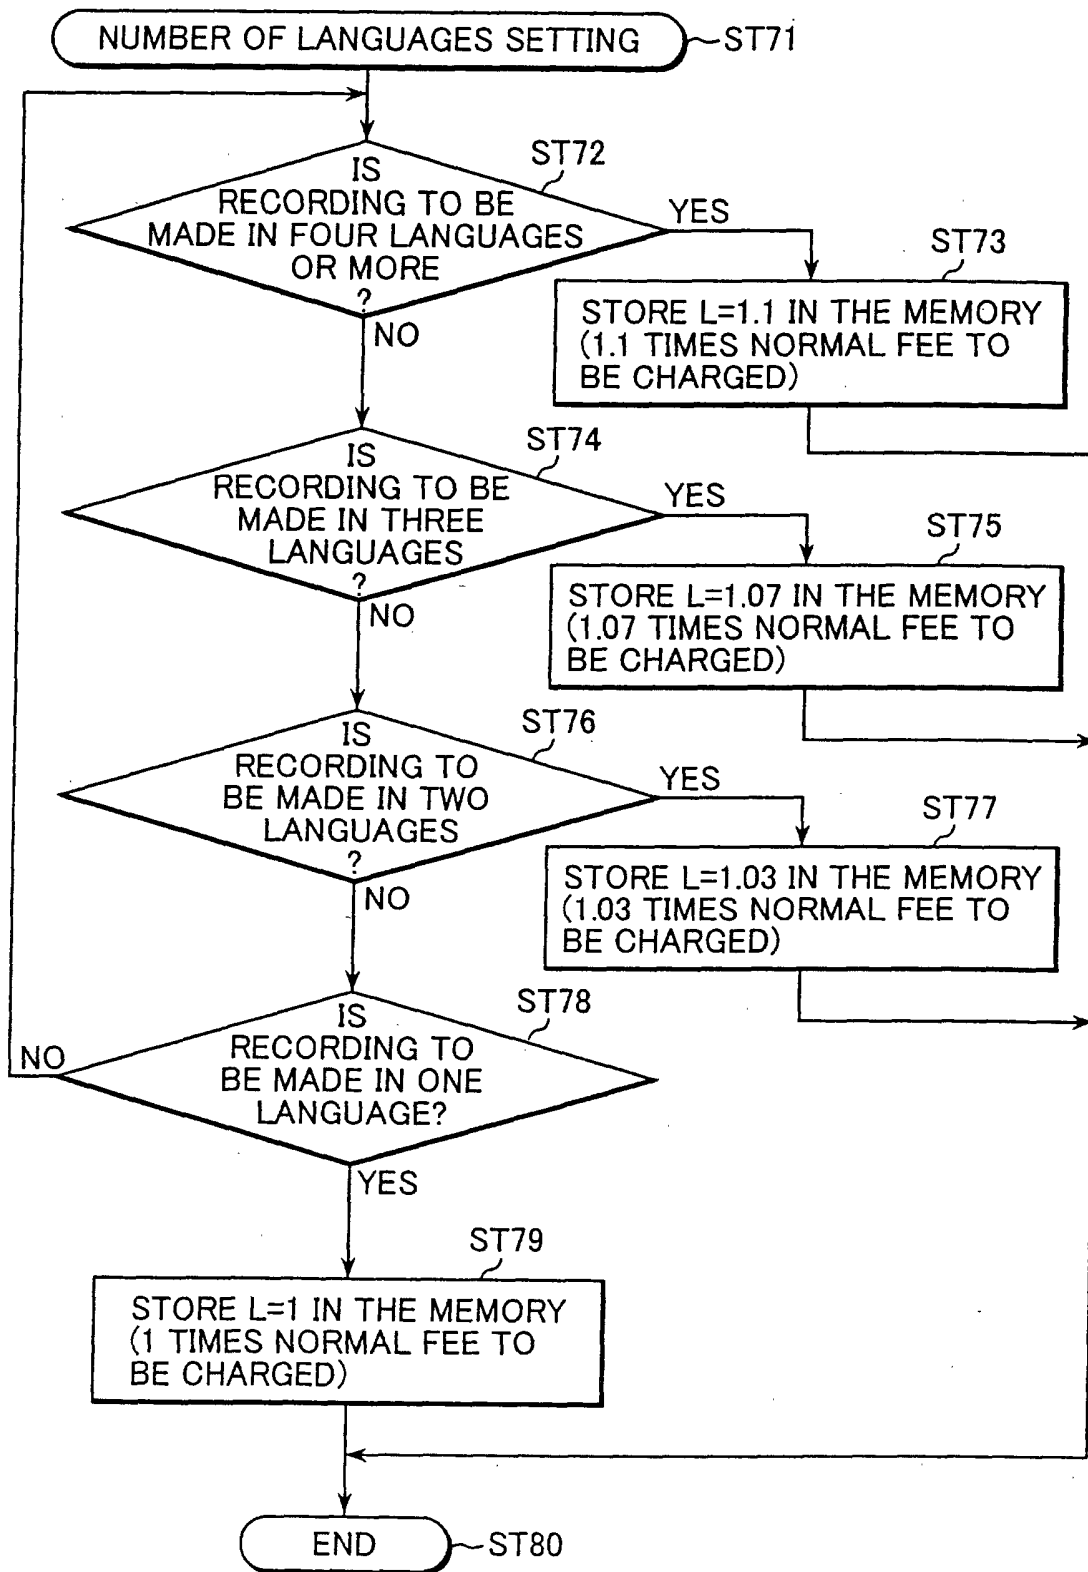 NUMBER OF LANGUAGES SETTING
ST71
ST72
IS
RECORDING TO BE
MADE IN FOUR LANGUAGES
OR MORE
?
YES
NO
ST73
STORE L=1.1 IN THE MEMORY
(1.1 TIMES NORMAL FEE TO
BE CHARGED)
ST74
IS
RECORDING TO BE
MADE IN THREE
LANGUAGES
?
YES
NO
ST75
STORE L=1.07 IN THE MEMORY
(1.07 TIMES NORMAL FEE TO
BE CHARGED)
ST76
IS
RECORDING TO
BE MADE IN TWO
LANGUAGES
?
YES
NO
ST77
STORE L=1.03 IN THE MEMORY
(1.03 TIMES NORMAL FEE TO
BE CHARGED)
ST78
IS
RECORDING TO
BE MADE IN ONE
LANGUAGE?
NO
YES
ST79
STORE L=1 IN THE MEMORY
(1 TIMES NORMAL FEE TO
BE CHARGED)
END
ST80